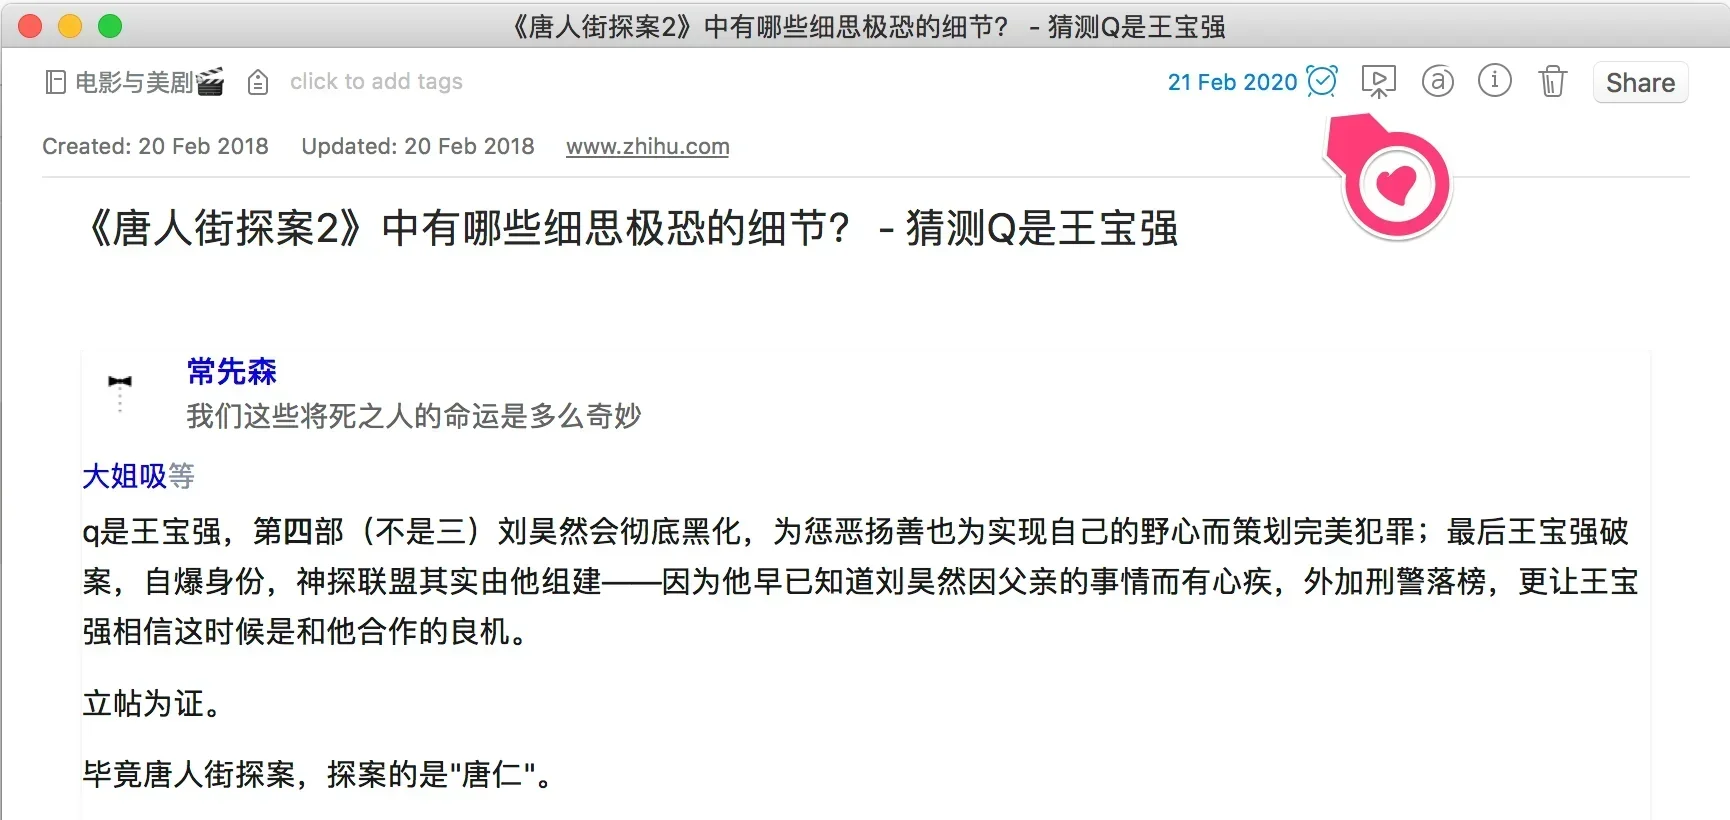 《唐人街探案2》中有哪些细思极恐的细节？ - 猜测Q是王宝强
电影与美剧🎬 click to add tags 21 Feb 2020 Share
Created: 20 Feb 2018 Updated: 20 Feb 2018 www.zhihu.com
《唐人街探案2》中有哪些细思极恐的细节？ - 猜测Q是王宝强
常先森
我们这些将死之人的命运是多么奇妙
大姐吸等
q是王宝强，第四部（不是三）刘昊然会彻底黑化，为惩恶扬善也为实现自己的野心而策划完美犯罪；最后王宝强破
案，自爆身份，神探联盟其实由他组建——因为他早已知道刘昊然因父亲的事情而有心疾，外加刑警落榜，更让王宝
强相信这时候是和他合作的良机。
立帖为证。
毕竟唐人街探案，探案的是"唐仁"。